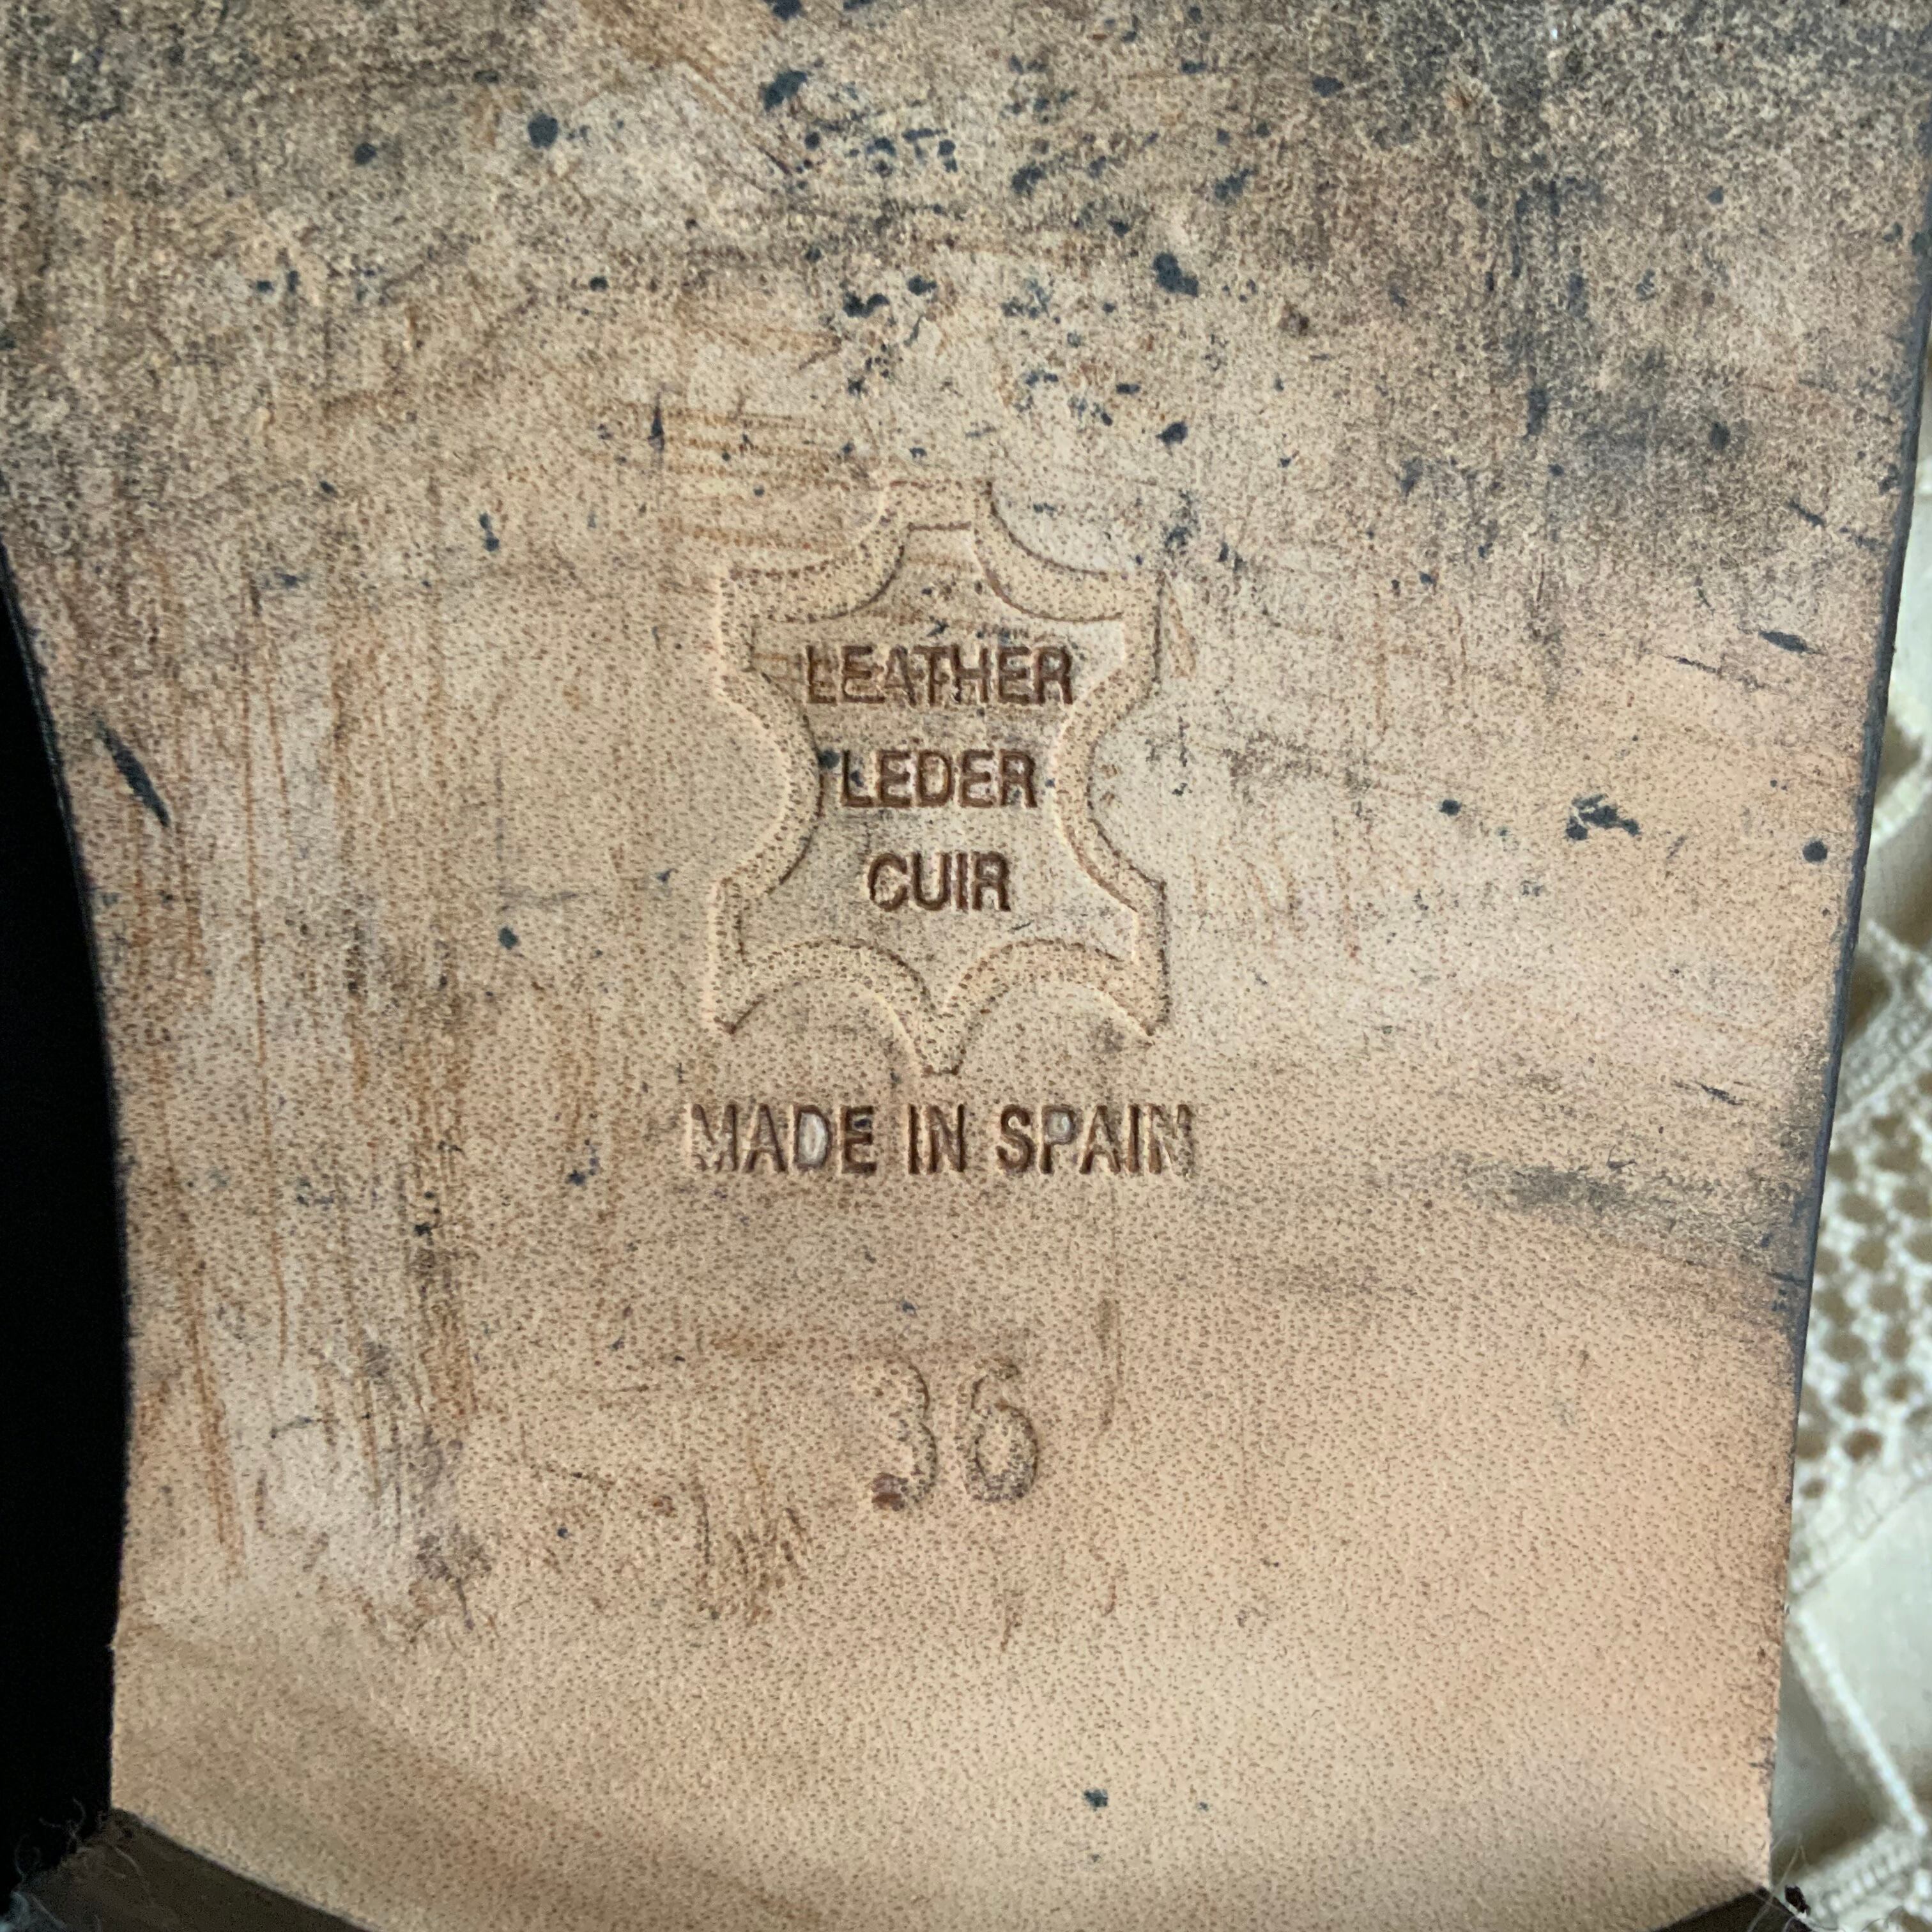 LEATHER
LEDER
CUIR
MADE IN SPAIN
36